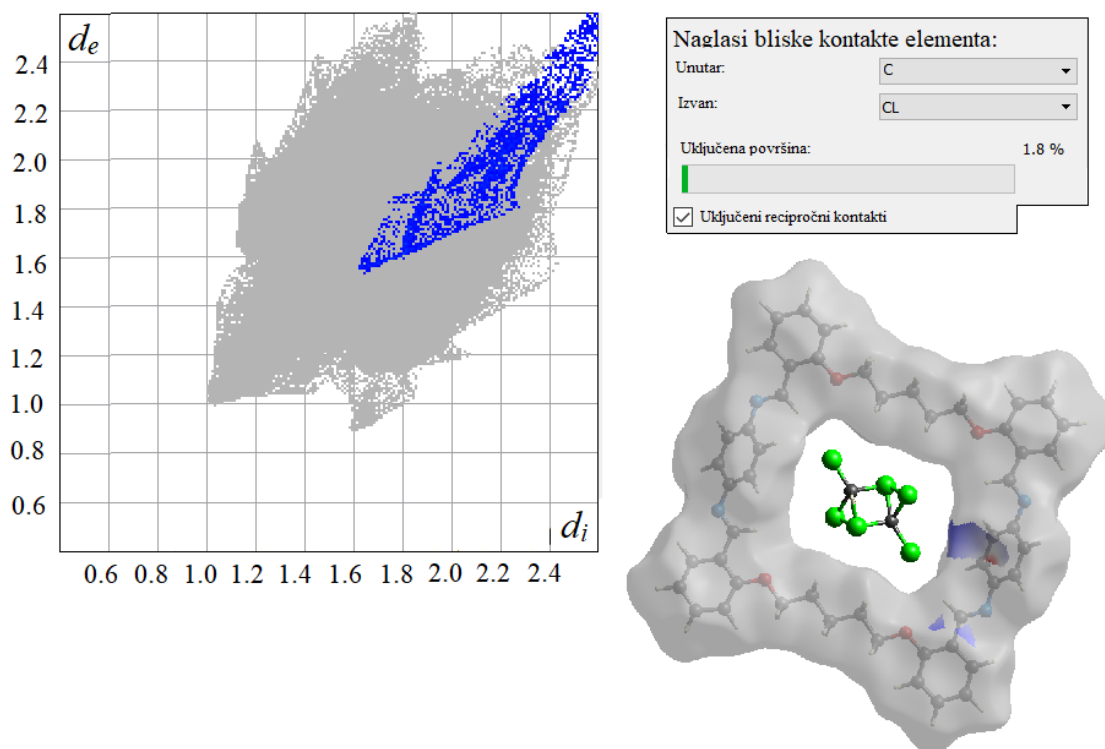 d_e
2.4
2.2
2.0
1.8
1.6
1.4
1.2
1.0
0.8
0.6
d_i
0.6 0.8 1.0 1.2 1.4 1.6 1.8 2.0 2.2 2.4
Naglasi bliske kontakte elementa:
Unutar: C
Izvan: CL
Uključena površina: 1.8 %
Uključeni recipročni kontakti